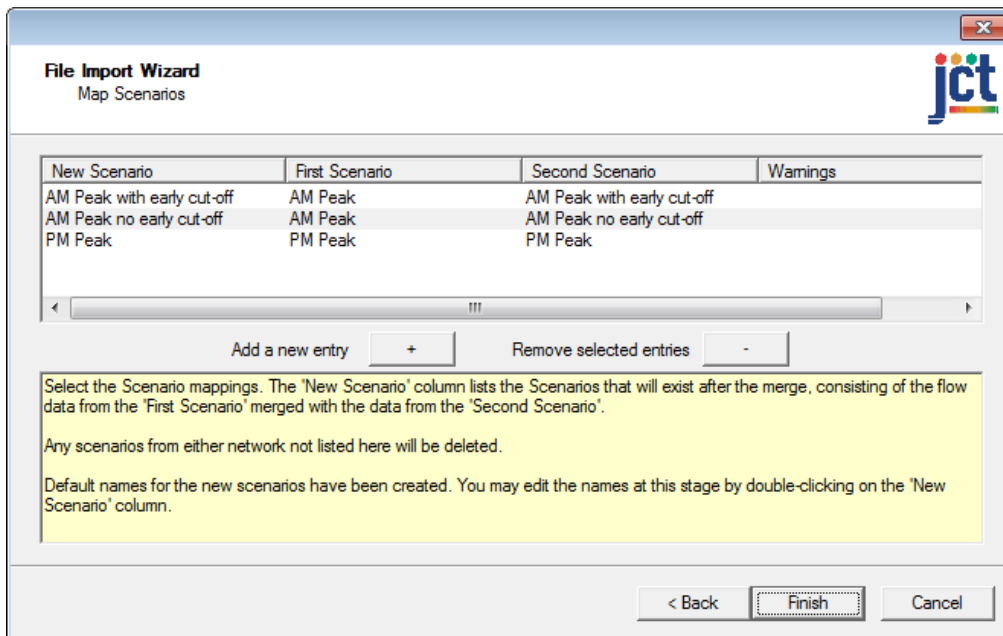 File Import Wizard
Map Scenarios
jct
New Scenario First Scenario Second Scenario Warnings
AM Peak with early cut-off AM Peak AM Peak with early cut-off
AM Peak no early cut-off AM Peak AM Peak no early cut-off
PM Peak PM Peak PM Peak
Add a new entry + Remove selected entries -
Select the Scenario mappings. The 'New Scenario' column lists the Scenarios that will exist after the merge, consisting of the flow
data from the 'First Scenario' merged with the data from the 'Second Scenario'.
Any scenarios from either network not listed here will be deleted.
Default names for the new scenarios have been created. You may edit the names at this stage by double-clicking on the 'New
Scenario' column.
< Back Finish Cancel